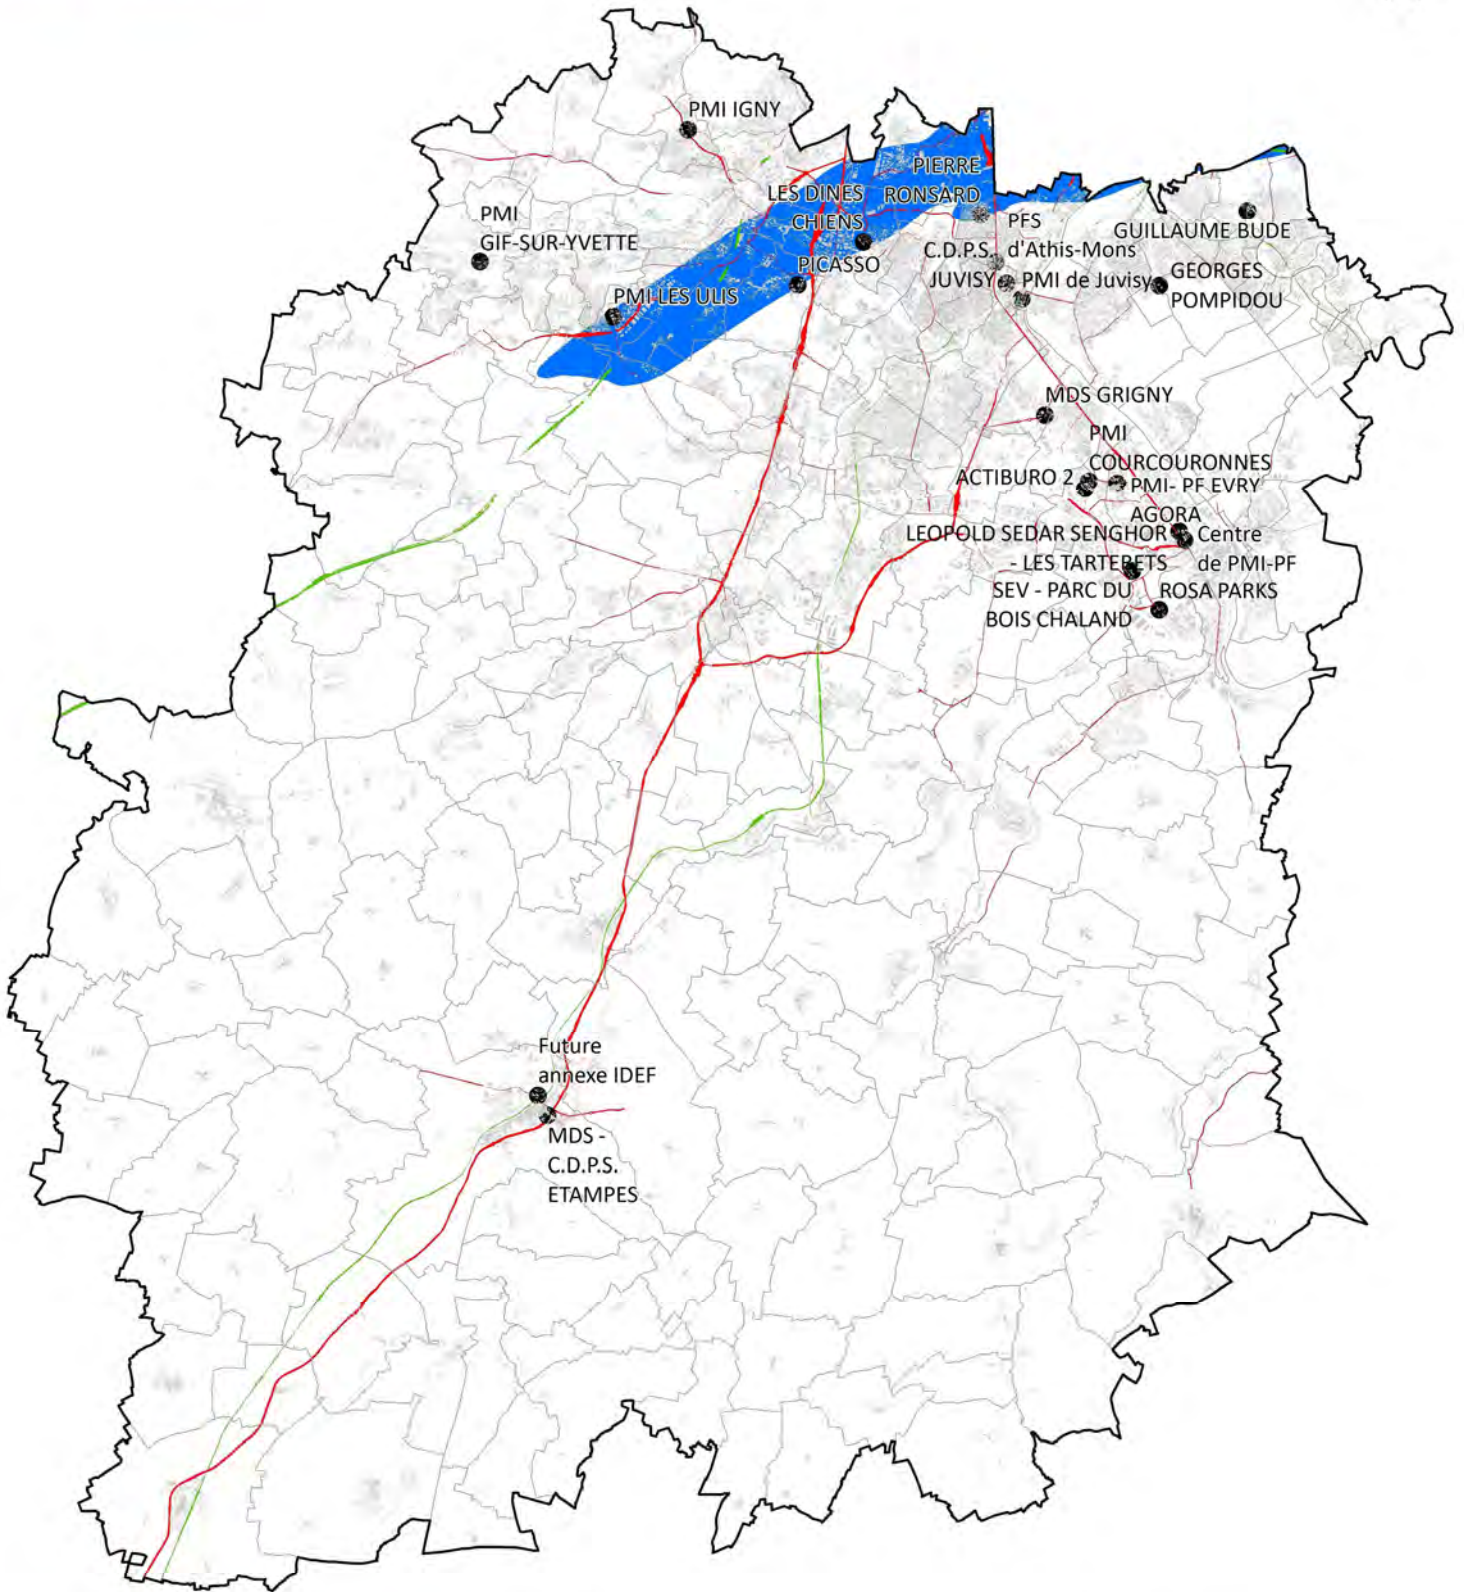 PMI IGNY
PIERRE
RONSARD
LES DINES
CHIENS
PMI
GIF-SUR-YVETTE
PFS
d'Athis-Mons
GUILLAUME BUDE
C.D.P.S.
JUVISY
PMI de Juvisy
GEORGES
POMPIDOU
PICASSO
PMI LES ULIS
MDS GRIGNY
PMI
COURCOURONNES
ACTIBURO 2
PMI- PF EVRY
AGORA
LEOPOLD SEDAR SENGHOR
- LES TARTERETS
Centre
de PMI-PF
SEV - PARC DU
BOIS CHALAND
ROSA PARKS
Future
annexe IDEF
MDS -
C.D.P.S.
ETAMPES